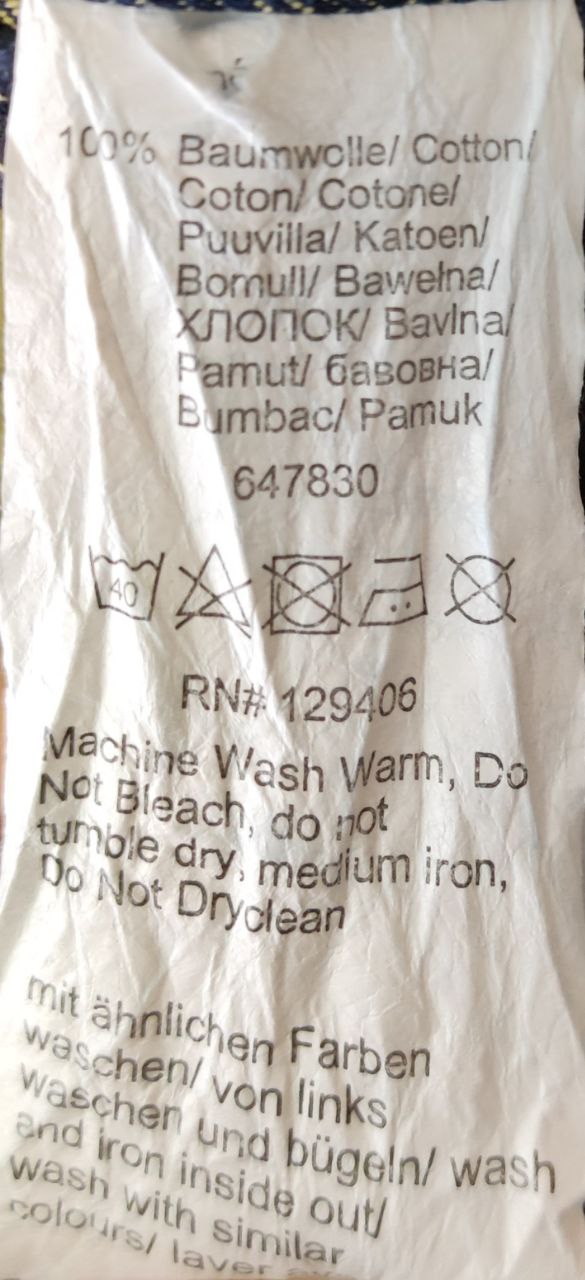 100% Baumwolle/ Cotton/
Coton/ Cotone/
Puuvilla/ Katoen/
Bomull/ Bawełna/
ХЛОПОК/ Bavlna/
Pamut/ бавовна/
Bumbac/ Pamuk
647830
40
RN# 129406
Machine Wash Warm, Do
Not Bleach, do not
tumble dry, medium iron,
Do Not Dryclean
mit ähnlichen Farben
waschen/ von links
waschen und bügeln/ wash
and iron inside out/
wash with similar
colours/ laver